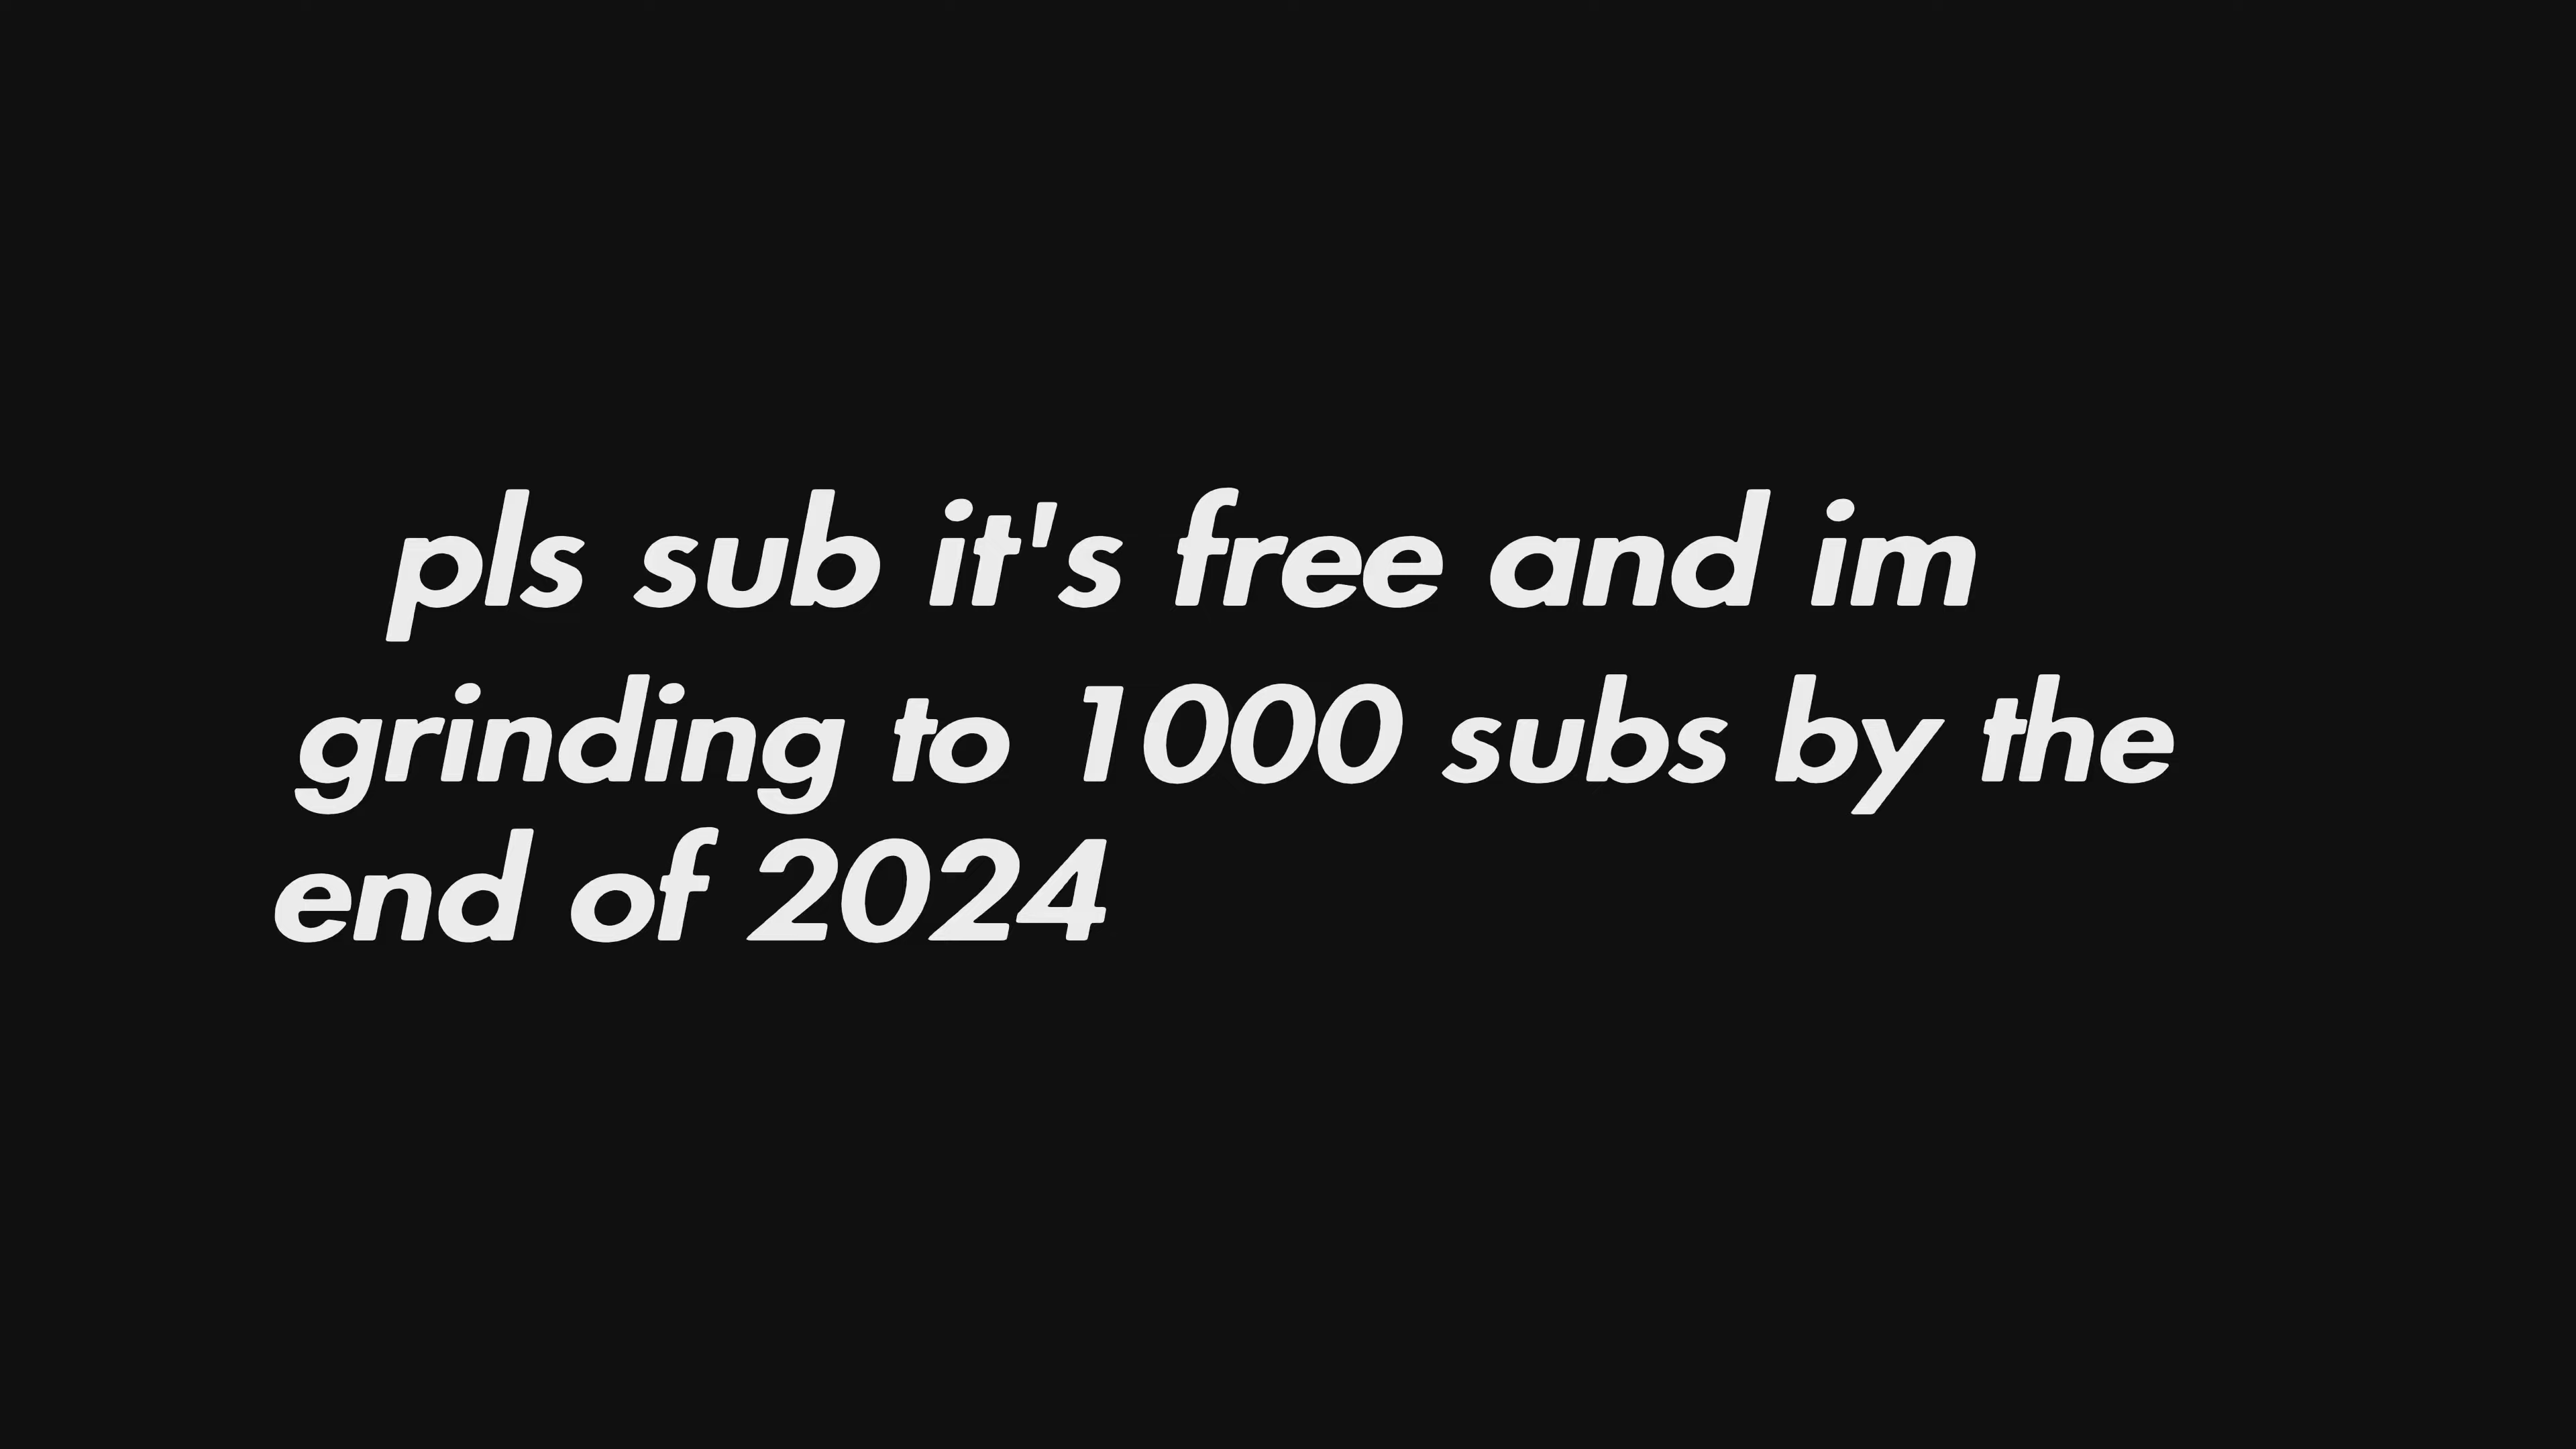 pls sub it's free and im
grinding to 1000 subs by the
end of 2024